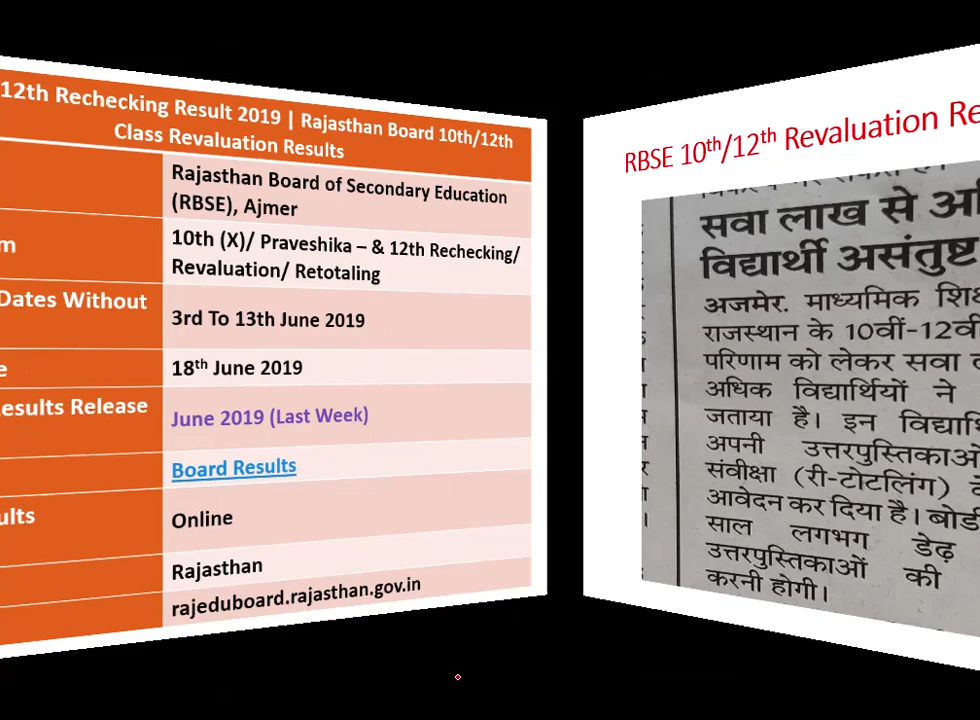 12th Rechecking Result 2019 | Rajasthan Board 10th/12th
Class Revaluation Results
Rajasthan Board of Secondary Education
(RBSE), Ajmer
10th (X)/ Praveshika – & 12th Rechecking/
Revaluation/ Retotaling
Dates Without
3rd To 13th June 2019
18th June 2019
Results Release
June 2019 (Last Week)
Board Results
Online
Rajasthan
rajeduboard.rajasthan.gov.in
RBSE 10th/12th Revaluation Re
सवा लाख से
विद्यार्थी असंतुष्ट
अजमेर. माध्यमिक
राजस्थान के 10वीं-12वीं
परिणाम को लेकर सवा
अधिक विद्यार्थियों ने
जताया है। इन
अपनी उत्तरपुस्तिकाओं
संवीक्षा (री-टोटलिंग)
आवेदन कर दिया है। बोर्ड
साल लगभग डेढ़
उत्तरपुस्तिकाओं की
करनी होगी।